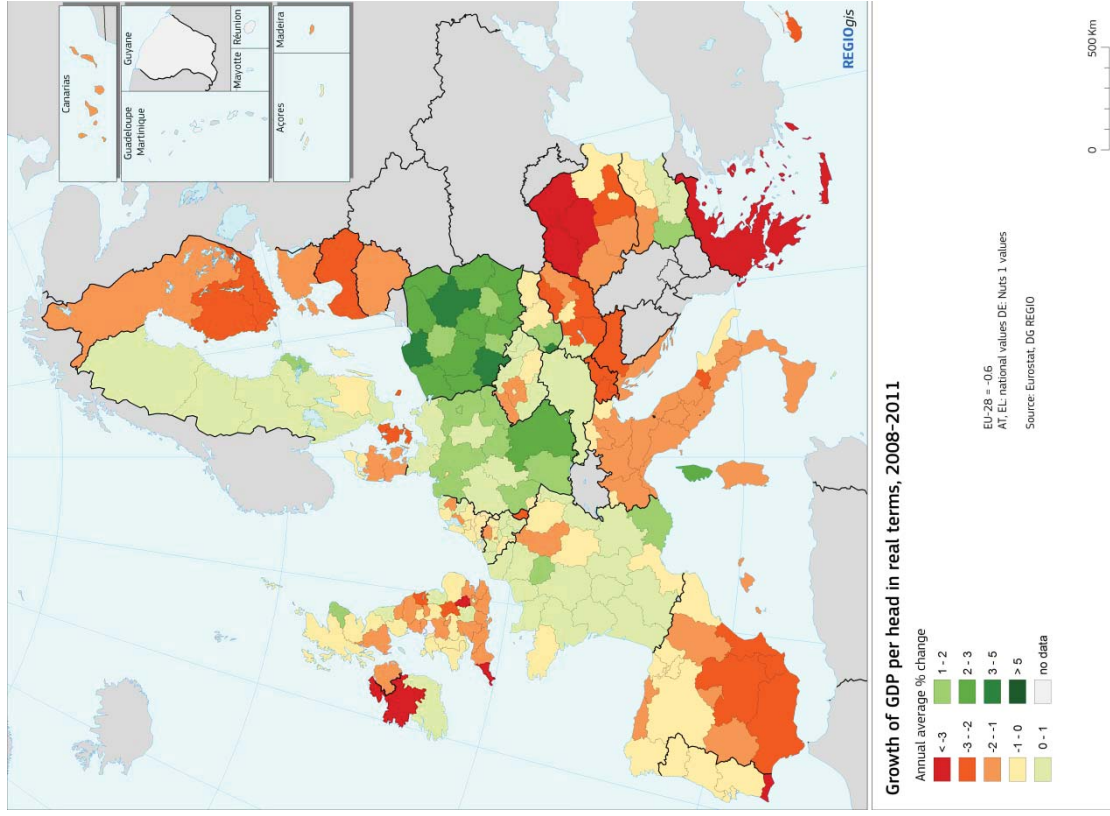 Canarias
Guadeloupe
Martinique
Guyane
Mayotte
Réunion
Açores
Madeira
REGIOgis
Growth of GDP per head in real terms, 2008-2011
Annual average % change
< -3
-3 - -2
-2 - -1
-1 - 0
0 - 1
1 - 2
2 - 3
3 - 5
> 5
no data
EU-28 = -0.6
AT, EL: national values DE: Nuts 1 values
Source: Eurostat, DG REGIO
0
500 Km